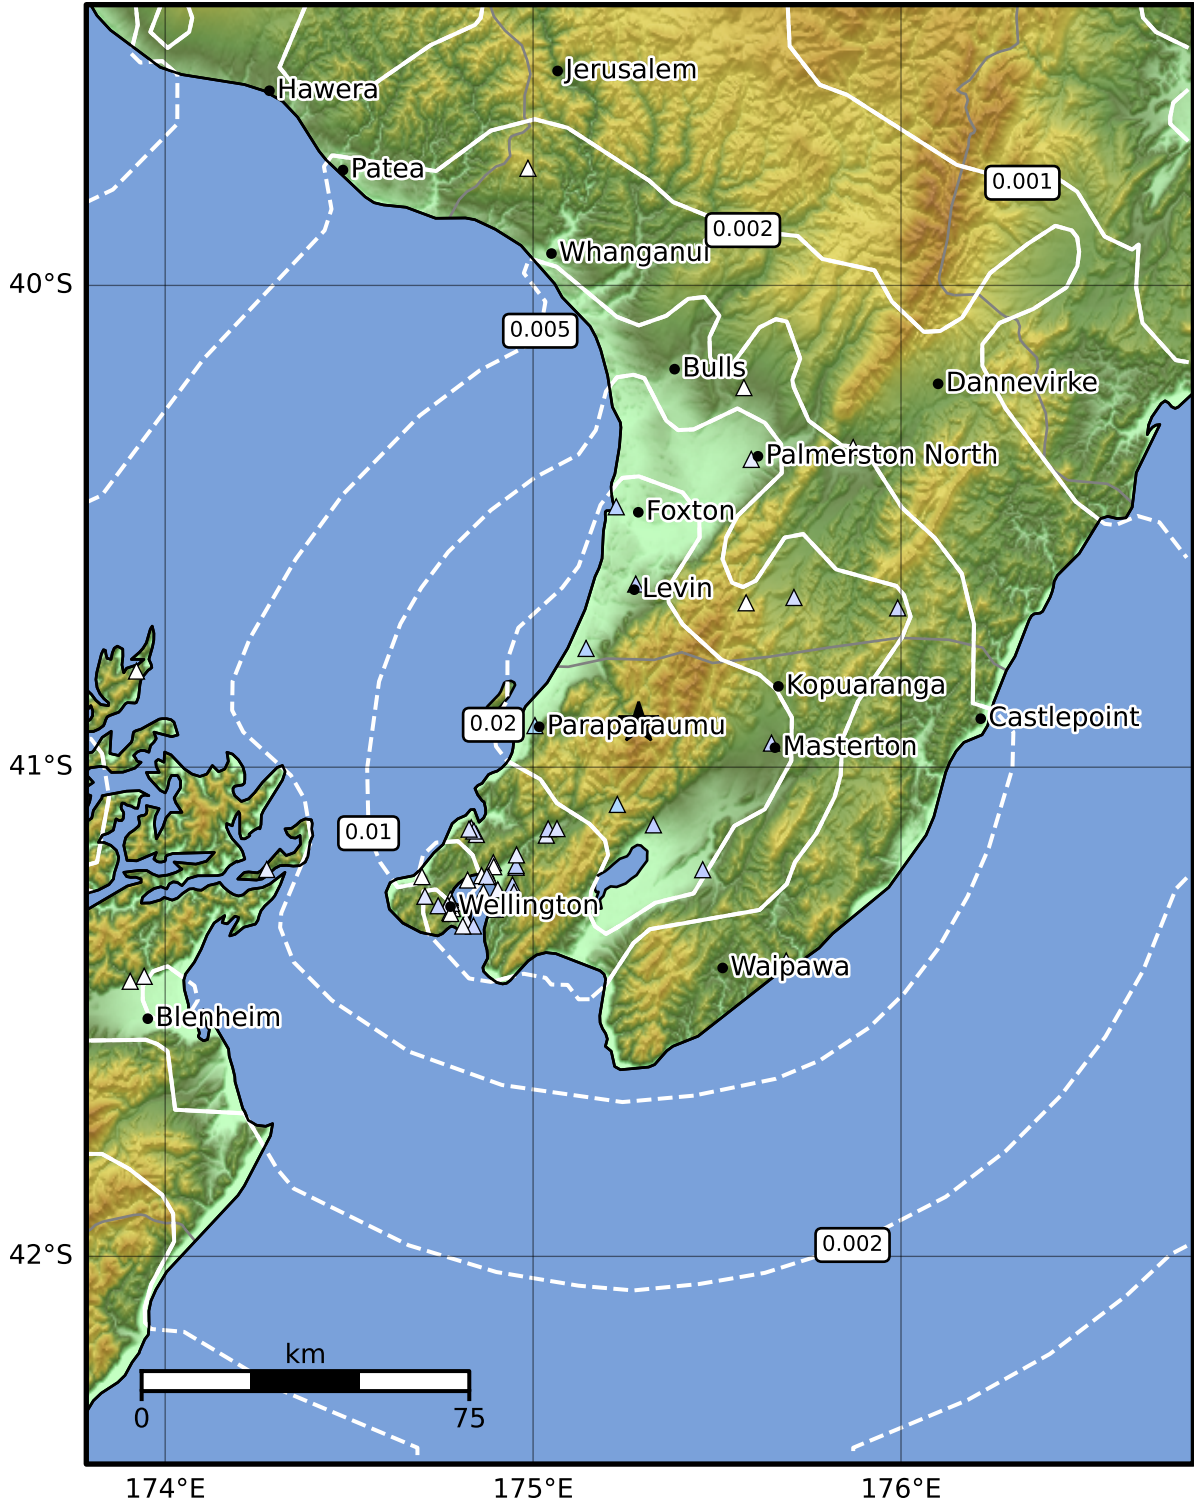 Jerusalem
Hawera
Patea
0.001
0.002
Whanganui
40°S
0.005
Bulls
Dannevirke
Palmerston North
Foxton
Levin
Kopuaranga
Castlepoint
0.02
Paraparaumu
Masterton
41°S
0.01
Wellington
Waipawa
Blenheim
0.002
42°S
km
0
75
174°E
175°E
176°E